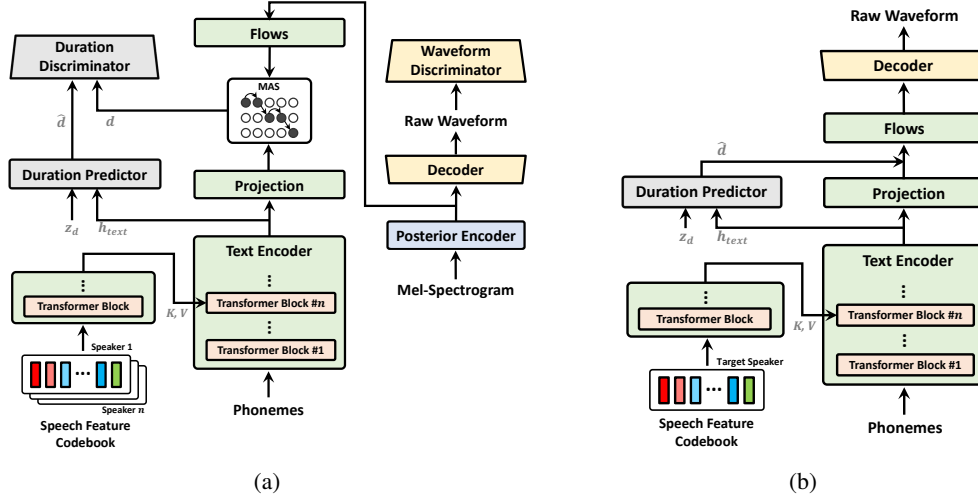 Duration
Discriminator
Flows
MAS
Waveform
Discriminator
Raw Waveform
Decoder
d̂
d
Duration Predictor
Projection
Posterior Encoder
Mel-Spectrogram
z_d
h_text
Text Encoder
⋮
Transformer Block #n
⋮
Transformer Block #1
⋮
Transformer Block
K, V
Speaker 1
...
Speaker n
Speech Feature
Codebook
Phonemes
(a)
Raw Waveform
Decoder
Flows
d̂
Duration Predictor
Projection
z_d
h_text
Text Encoder
⋮
Transformer Block #n
⋮
Transformer Block #1
⋮
Transformer Block
K, V
Target Speaker
...
Speech Feature
Codebook
Phonemes
(b)